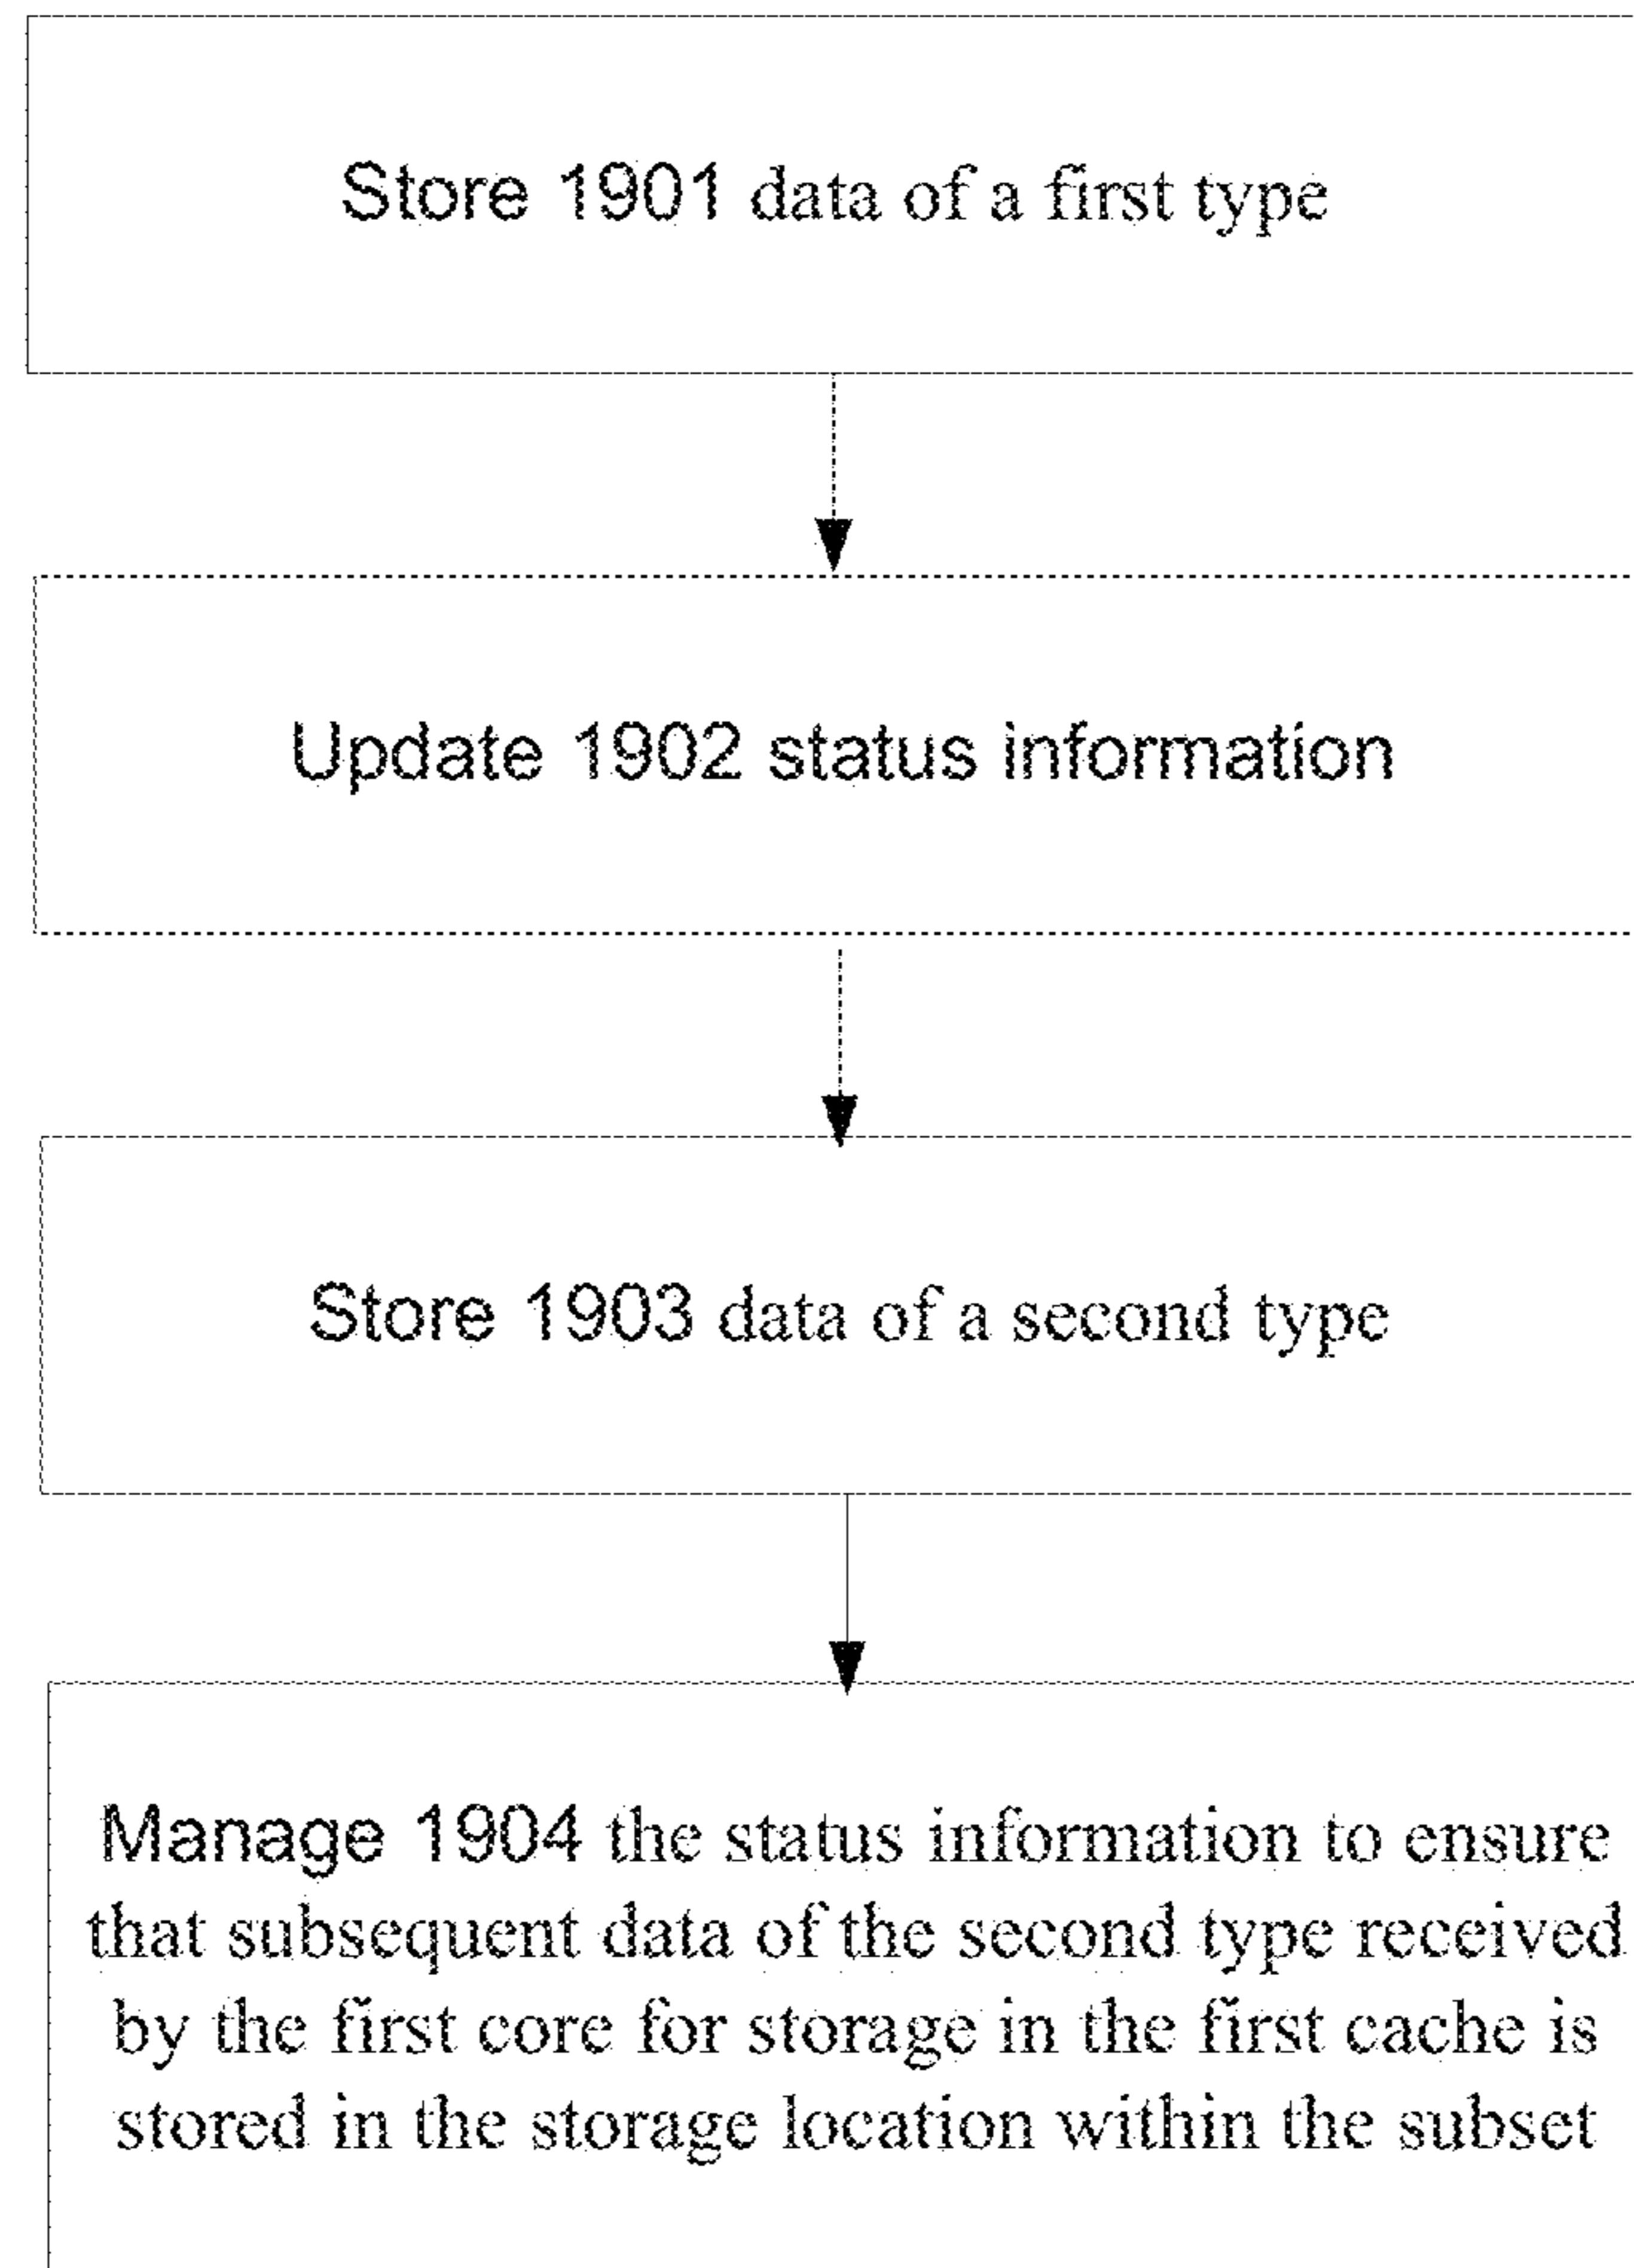 Store 1901 data of a first type
Update 1902 status information
Store 1903 data of a second type
Manage 1904 the status information to ensure
that subsequent data of the second type received
by the first core for storage in the first cache is
stored in the storage location within the subset